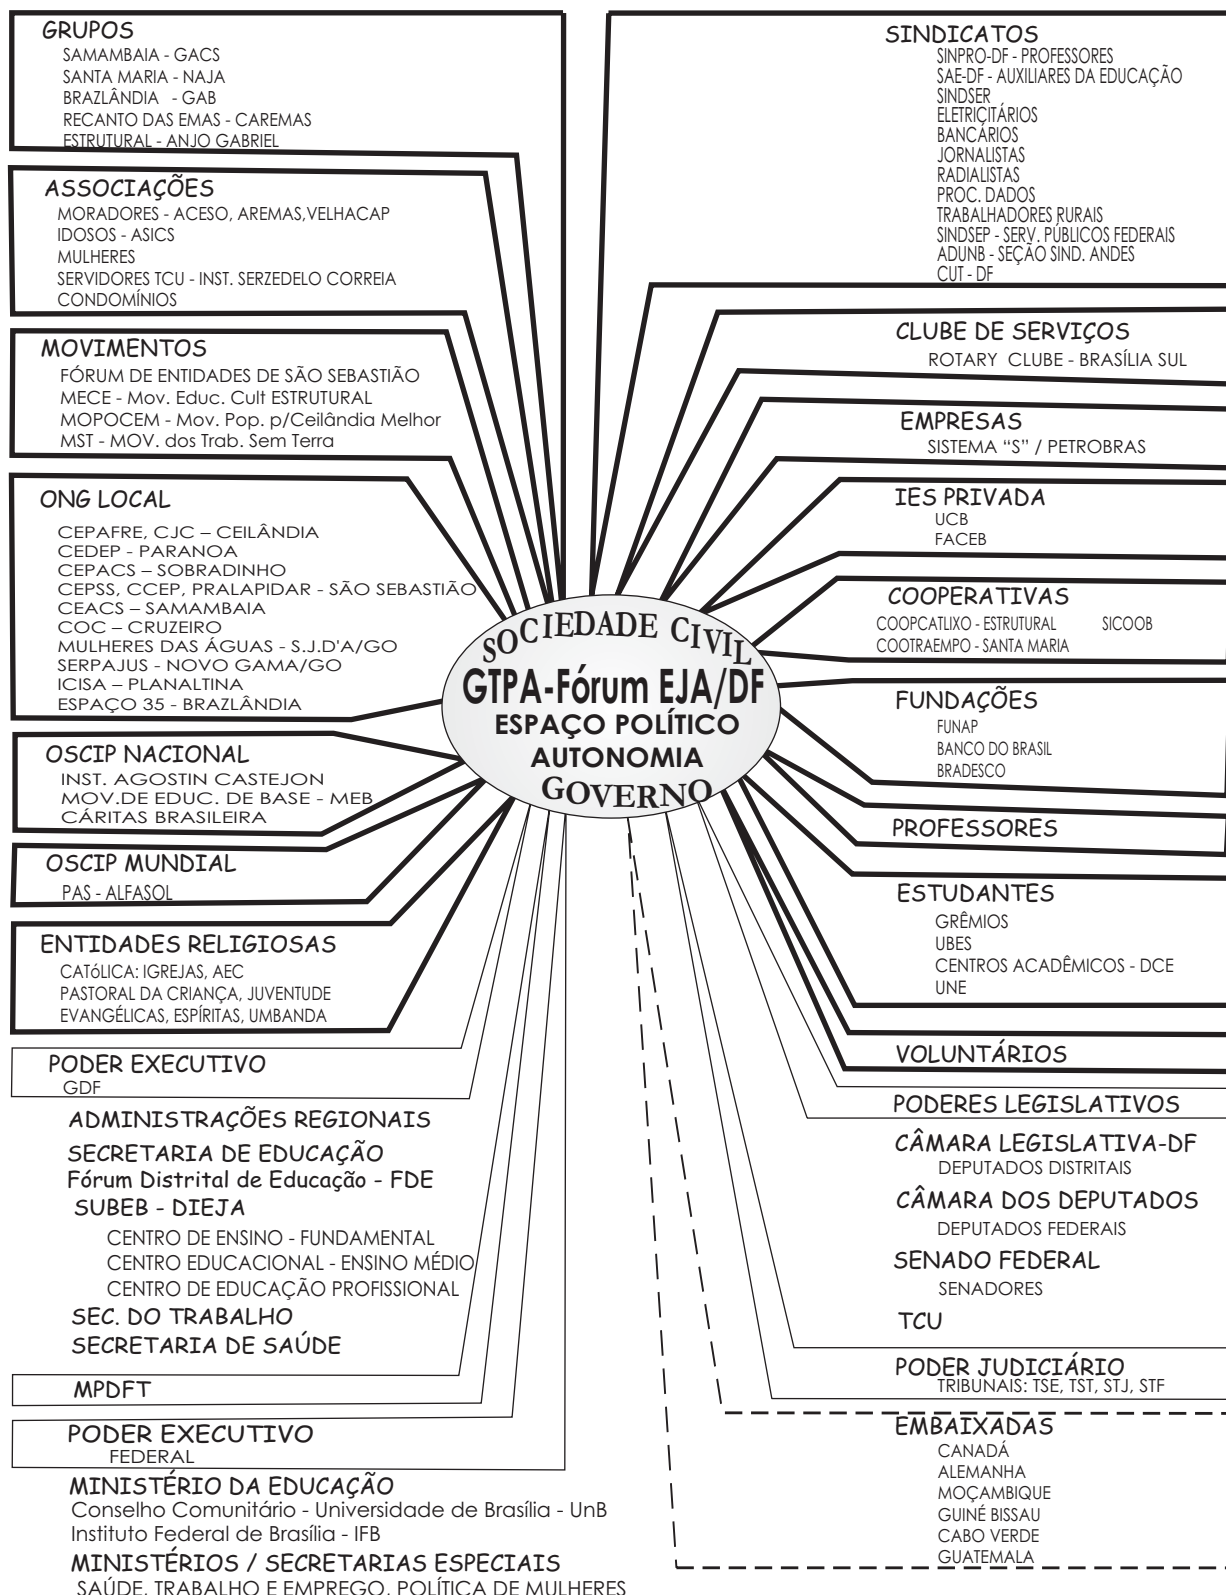 GRUPOS
SAMAMBAIA - GACS
SANTA MARIA - NAJA
BRAZLÂNDIA - GAB
RECANTO DAS EMAS - CAREMAS
ESTRUTURAL - ANJO GABRIEL
ASSOCIAÇÕES
MORADORES - ACESO, AREMAS,VELHACAP
IDOSOS - ASICS
MULHERES
SERVIDORES TCU - INST. SERZEDELO CORREIA
CONDOMÍNIOS
MOVIMENTOS
FÓRUM DE ENTIDADES DE SÃO SEBASTIÃO
MECE - Mov. Educ. Cult ESTRUTURAL
MOPOCEM - Mov. Pop. p/Ceilândia Melhor
MST - MOV. dos Trab. Sem Terra
ONG LOCAL
CEPAFRE, CJC – CEILÂNDIA
CEDEP - PARANOA
CEPACS – SOBRADINHO
CEPSS, CCEP, PRALAPIDAR - SÃO SEBASTIÃO
CEACS – SAMAMBAIA
COC – CRUZEIRO
MULHERES DAS ÁGUAS - S.J.D'A/GO
SERPAJUS - NOVO GAMA/GO
ICISA – PLANALTINA
ESPAÇO 35 - BRAZLÂNDIA
OSCIP NACIONAL
INST. AGOSTIN CASTEJON
MOV.DE EDUC. DE BASE - MEB
CÁRITAS BRASILEIRA
OSCIP MUNDIAL
PAS - ALFASOL
ENTIDADES RELIGIOSAS
CATóLICA: IGREJAS, AEC
PASTORAL DA CRIANÇA, JUVENTUDE
EVANGÉLICAS, ESPÍRITAS, UMBANDA
PODER EXECUTIVO
GDF
ADMINISTRAÇÕES REGIONAIS
SECRETARIA DE EDUCAÇÃO
Fórum Distrital de Educação - FDE
SUBEB - DIEJA
CENTRO DE ENSINO - FUNDAMENTAL
CENTRO EDUCACIONAL - ENSINO MÉDIO
CENTRO DE EDUCAÇÃO PROFISSIONAL
SEC. DO TRABALHO
SECRETARIA DE SAÚDE
MPDFT
PODER EXECUTIVO
FEDERAL
MINISTÉRIO DA EDUCAÇÃO
Conselho Comunitário - Universidade de Brasília - UnB
Instituto Federal de Brasília - IFB
MINISTÉRIOS / SECRETARIAS ESPECIAIS
SAÚDE, TRABALHO E EMPREGO, POLÍTICA DE MULHERES
SOCIEDADE CIVIL
GTPA-Fórum EJA/DF
ESPAÇO POLÍTICO
AUTONOMIA
GOVERNO
SINDICATOS
SINPRO-DF - PROFESSORES
SAE-DF - AUXILIARES DA EDUCAÇÃO
SINDSER
ELETRICITÁRIOS
BANCÁRIOS
JORNALISTAS
RADIALISTAS
PROC. DADOS
TRABALHADORES RURAIS
SINDSEP - SERV. PÚBLICOS FEDERAIS
ADUNB - SEÇÃO SIND. ANDES
CUT - DF
CLUBE DE SERVIÇOS
ROTARY CLUBE - BRASÍLIA SUL
EMPRESAS
SISTEMA “S” / PETROBRAS
IES PRIVADA
UCB
FACEB
COOPERATIVAS
COOPCATLIXO - ESTRUTURAL SICOOB
COOTRAEMPO - SANTA MARIA
FUNDAÇÕES
FUNAP
BANCO DO BRASIL
BRADESCO
PROFESSORES
ESTUDANTES
GRÊMIOS
UBES
CENTROS ACADÊMICOS - DCE
UNE
VOLUNTÁRIOS
PODERES LEGISLATIVOS
CÂMARA LEGISLATIVA-DF
DEPUTADOS DISTRITAIS
CÂMARA DOS DEPUTADOS
DEPUTADOS FEDERAIS
SENADO FEDERAL
SENADORES
TCU
PODER JUDICIÁRIO
TRIBUNAIS: TSE, TST, STJ, STF
EMBAIXADAS
CANADÁ
ALEMANHA
MOÇAMBIQUE
GUINÉ BISSAU
CABO VERDE
GUATEMALA